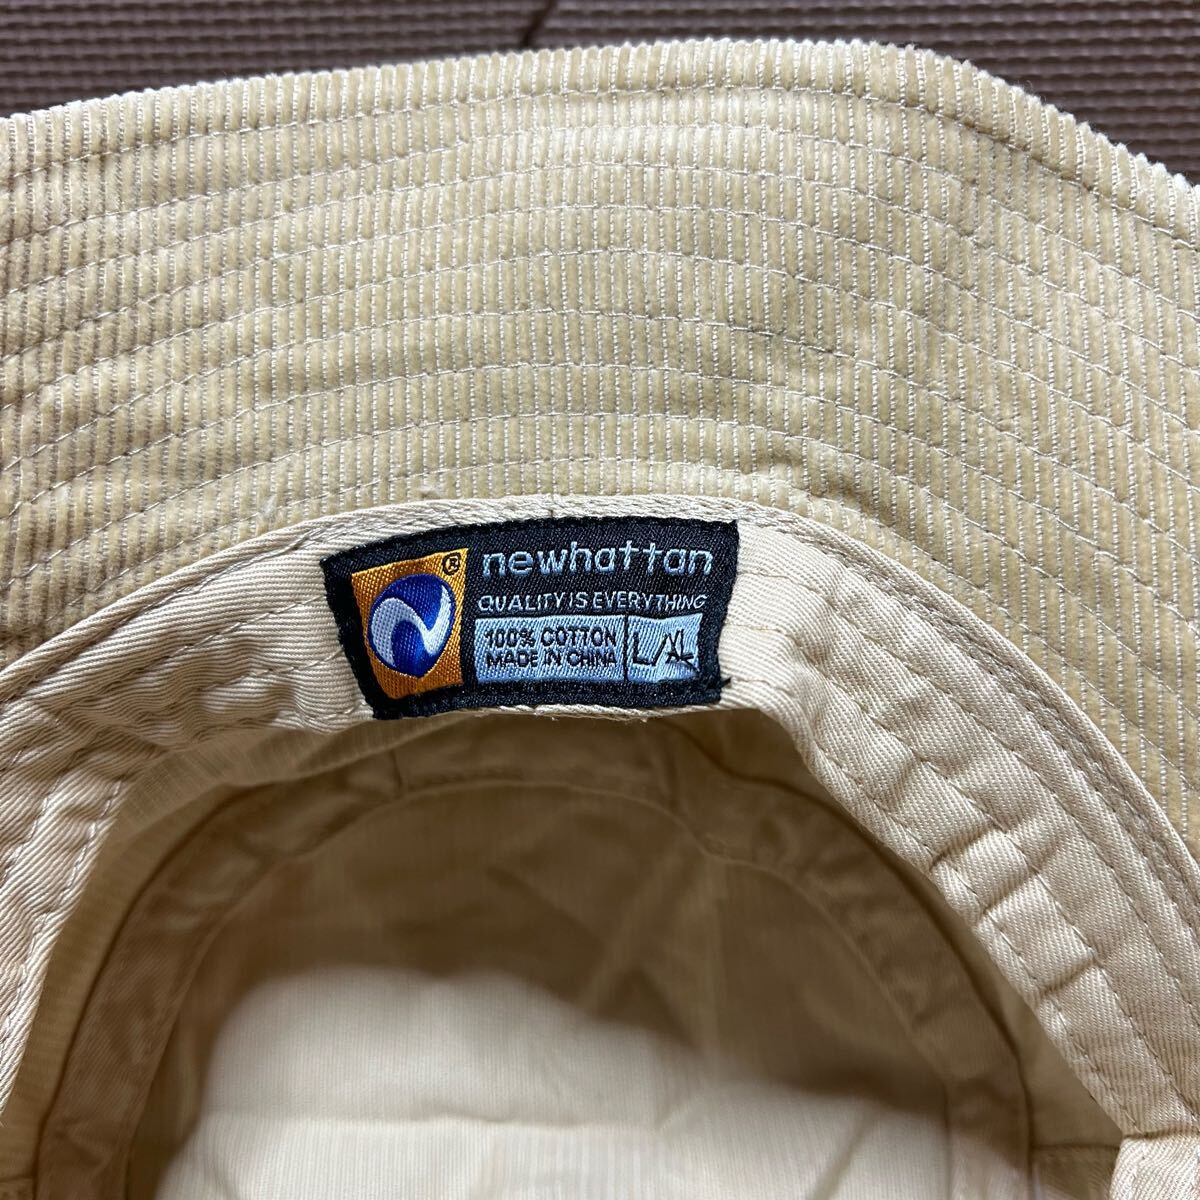 ®
newhattan
QUALITY IS EVERYTHING
100% COTTON
MADE IN CHINA
L/XL